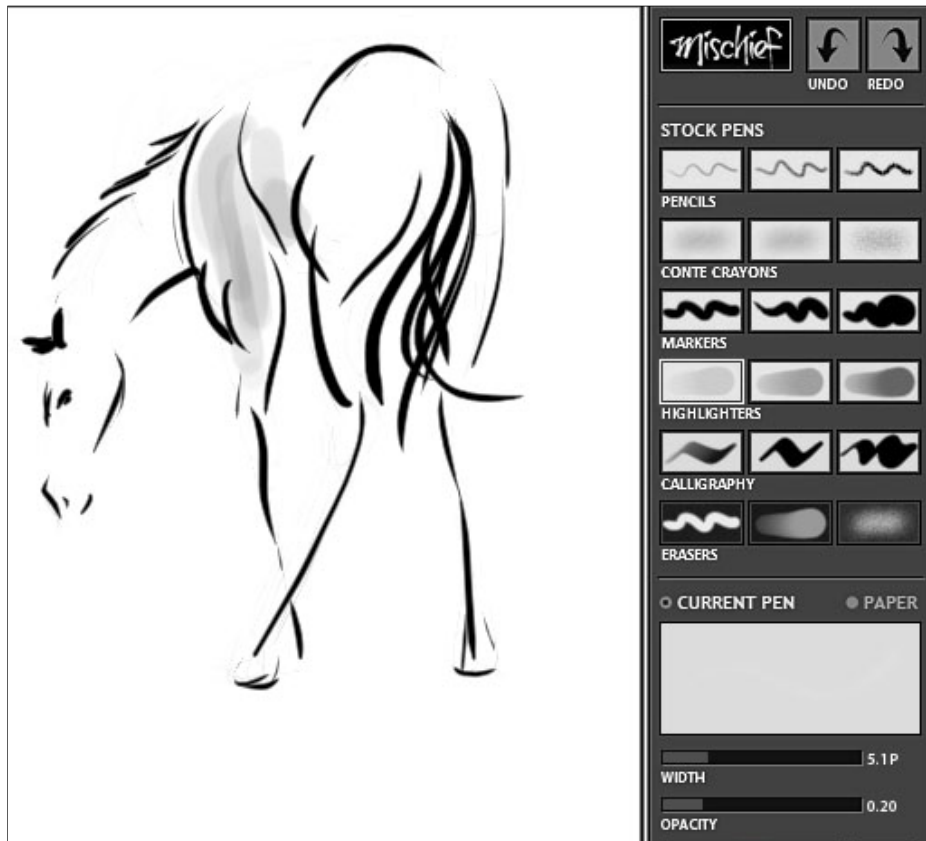 Mischief
UNDO REDO
STOCK PENS
PENCILS
CONTE CRAYONS
MARKERS
HIGHLIGHTERS
CALLIGRAPHY
ERASERS
CURRENT PEN PAPER
5.1P
WIDTH
0.20
OPACITY